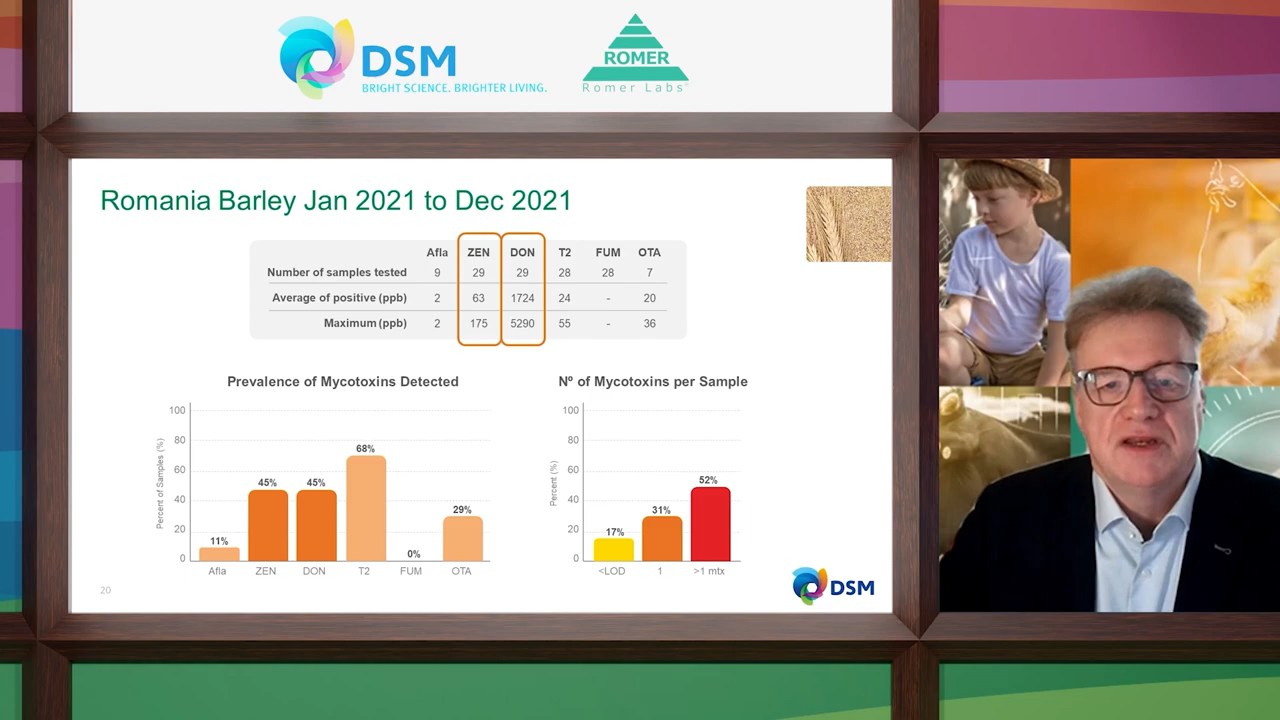 DSM
BRIGHT SCIENCE. BRIGHTER LIVING.
ROMER
Romer Labs
Romania Barley Jan 2021 to Dec 2021
Afla ZEN DON T2 FUM OTA
Number of samples tested 9 29 29 28 28 7
Average of positive (ppb) 2 63 1724 24 - 20
Maximum (ppb) 2 175 5290 55 - 36
Prevalence of Mycotoxins Detected
Percent of Samples (%)
100
80
60
40
20
0
11%
45%
45%
68%
0%
29%
Afla ZEN DON T2 FUM OTA
Nº of Mycotoxins per Sample
Percent (%)
100
80
60
40
20
0
17%
31%
52%
<LOD 1 >1 mtx
20
DSM